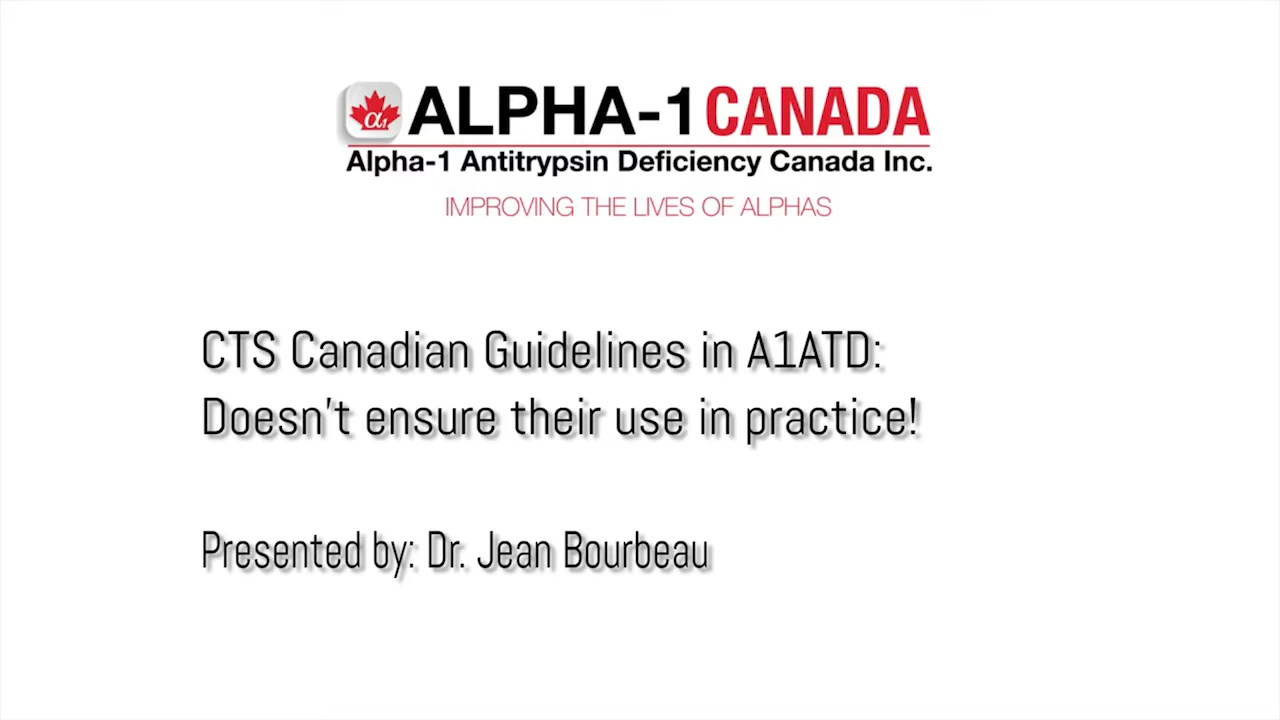 α1 ALPHA-1 CANADA
Alpha-1 Antitrypsin Deficiency Canada Inc.
IMPROVING THE LIVES OF ALPHAS
CTS Canadian Guidelines in A1ATD:
Doesn't ensure their use in practice!
Presented by: Dr. Jean Bourbeau